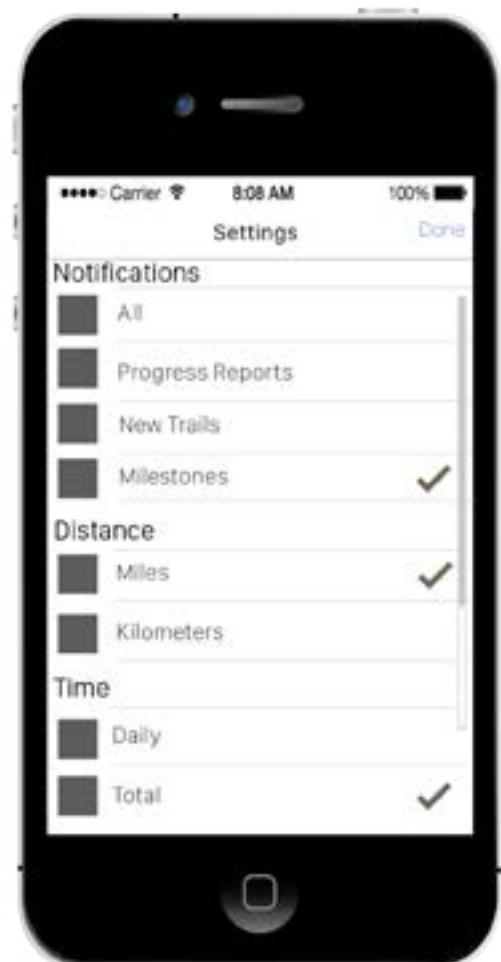 Carrier 8:08 AM 100%
Settings Done
Notifications
All
Progress Reports
New Trails
Milestones
Distance
Miles
Kilometers
Time
Daily
Total